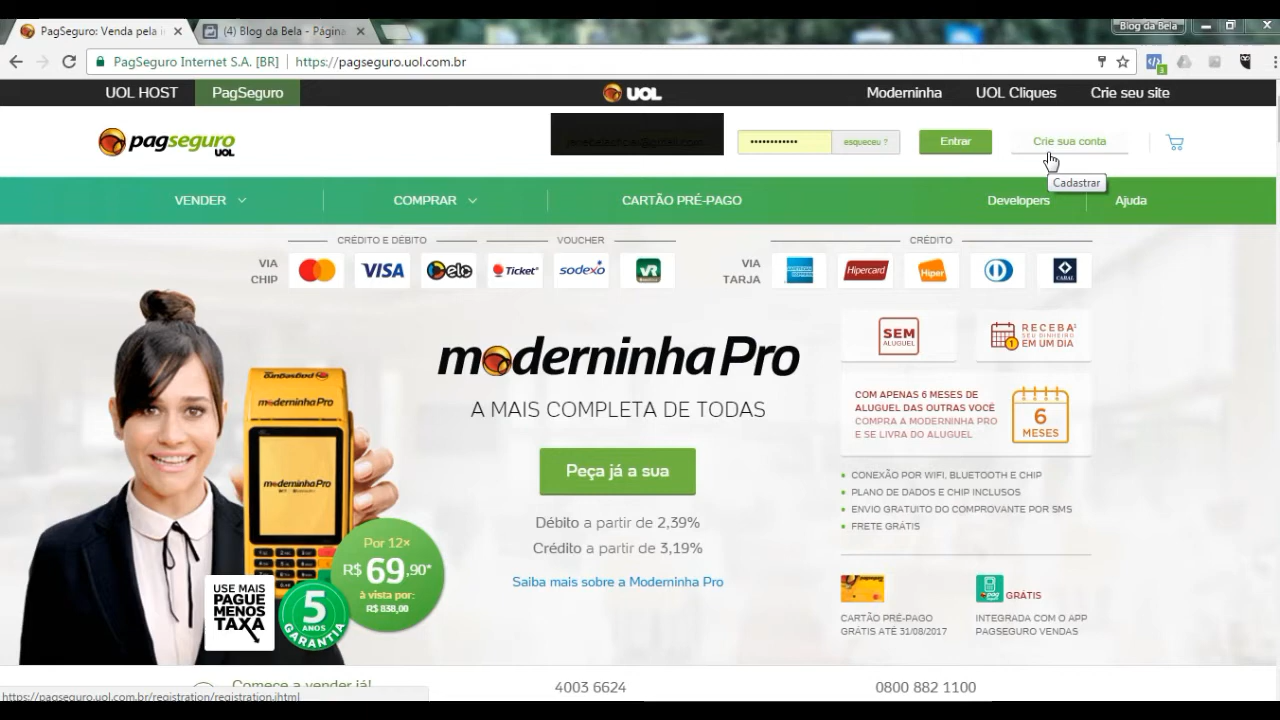 Blog da Bela
PagSeguro: Venda pela i
(4) Blog da Bela - Página
PagSeguro Internet S.A. [BR] https://pagseguro.uol.com.br
3
UOL HOST PagSeguro UOL Moderninha UOL Cliques Crie seu site
pagseguro UOL
•••••••••••• esqueceu ? Entrar Crie sua conta
Cadastrar
VENDER COMPRAR CARTÃO PRÉ-PAGO Developers Ajuda
CRÉDITO E DÉBITO VOUCHER CRÉDITO
VIA CHIP
VISA elo Ticket sodexo VR
VIA TARJA
Hipercard Hiper CABAL
moderninha Pro
A MAIS COMPLETA DE TODAS
Peça já a sua
Débito a partir de 2,39%
Crédito a partir de 3,19%
Saiba mais sobre a Moderninha Pro
SEM ALUGUEL
RECEBA¹
SEU DINHEIRO
EM UM DIA
1
COM APENAS 6 MESES DE
ALUGUEL DAS OUTRAS VOCÊ
COMPRA A MODERNINHA PRO
E SE LIVRA DO ALUGUEL
6
MESES
CONEXÃO POR WIFI, BLUETOOTH E CHIP
PLANO DE DADOS E CHIP INCLUSOS
ENVIO GRATUITO DO COMPROVANTE POR SMS
FRETE GRÁTIS
CARTÃO PRÉ-PAGO
GRÁTIS ATÉ 31/08/2017
GRÁTIS
INTEGRADA COM O APP
PAGSEGURO VENDAS
moderninha Pro
moderninha Pro
Por 12x
R$ 69,90*
à vista por:
R$ 838,00
USE MAIS
PAGUE
MENOS
TAXA
5
ANOS
GARANTIA
Comece a vender já!
4003 6624
0800 882 1100
https://pagseguro.uol.com.br/registration/registration.jhtml